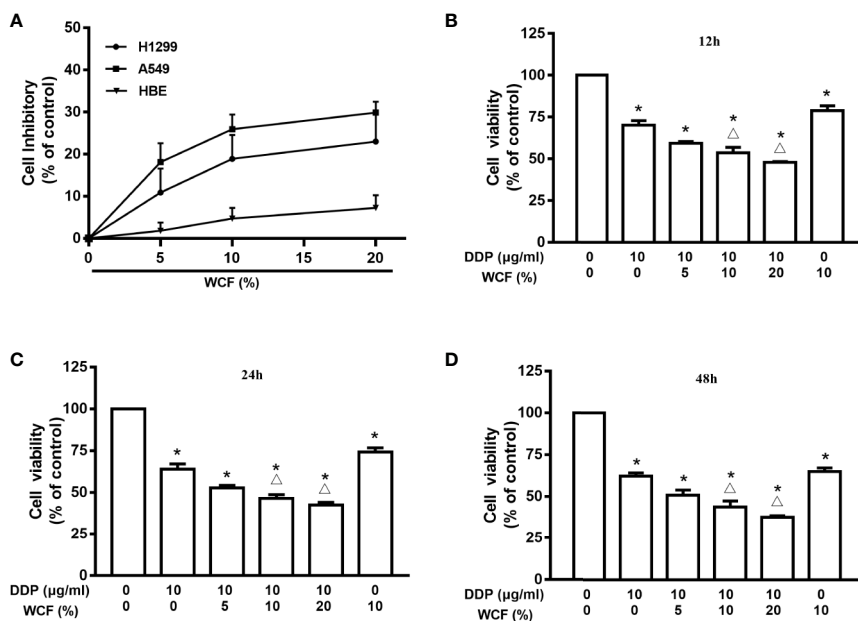 A
50
40
30
20
10
0
Cell Inhibitory
(% of control)
H1299
A549
HBE
0 5 10 15 20
WCF (%)
B
12h
125
100
75
50
25
0
Cell viability
(% of control)
* * * * *
△ △
DDP (μg/ml) 0 10 10 10 10 0
WCF (%) 0 0 5 10 20 10
C
24h
125
100
75
50
25
0
Cell viability
(% of control)
* * * * *
△ △
DDP (μg/ml) 0 10 10 10 10 0
WCF (%) 0 0 5 10 20 10
D
48h
125
100
75
50
25
0
Cell viability
(% of control)
* * * * *
△ △
DDP (μg/ml) 0 10 10 10 10 0
WCF (%) 0 0 5 10 20 10